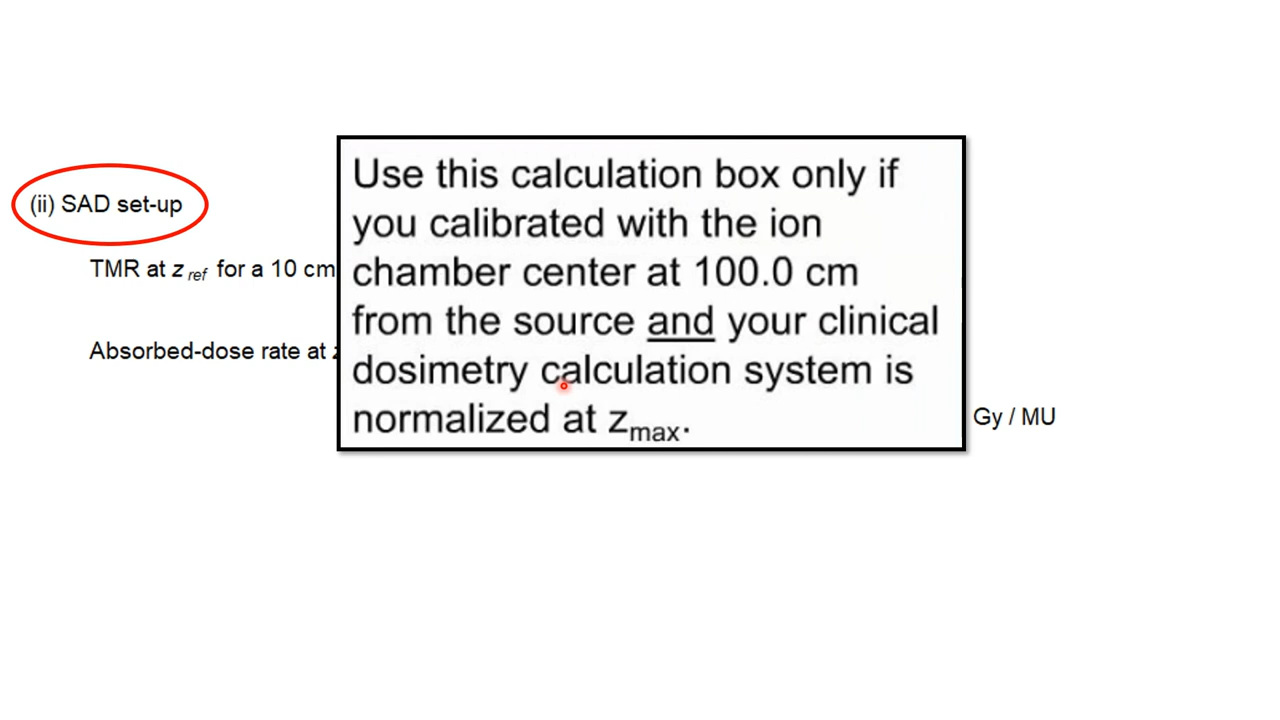 Use this calculation box only if
you calibrated with the ion
chamber center at 100.0 cm
from the source and your clinical
dosimetry calculation system is
normalized at zmax.
(ii) SAD set-up
TMR at z ref for a 10 cm
Absorbed-dose rate at
Gy / MU